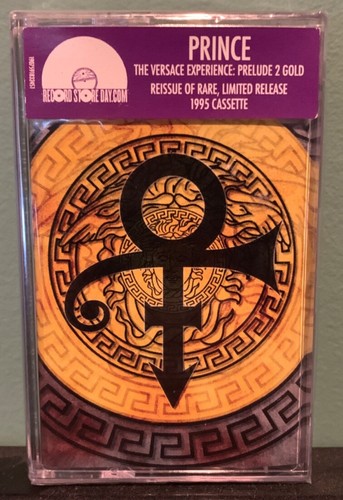 PRINCE
THE VERSACE EXPERIENCE: PRELUDE 2 GOLD
REISSUE OF RARE, LIMITED RELEASE
1995 CASSETTE
RECORD STORE DAY.COM